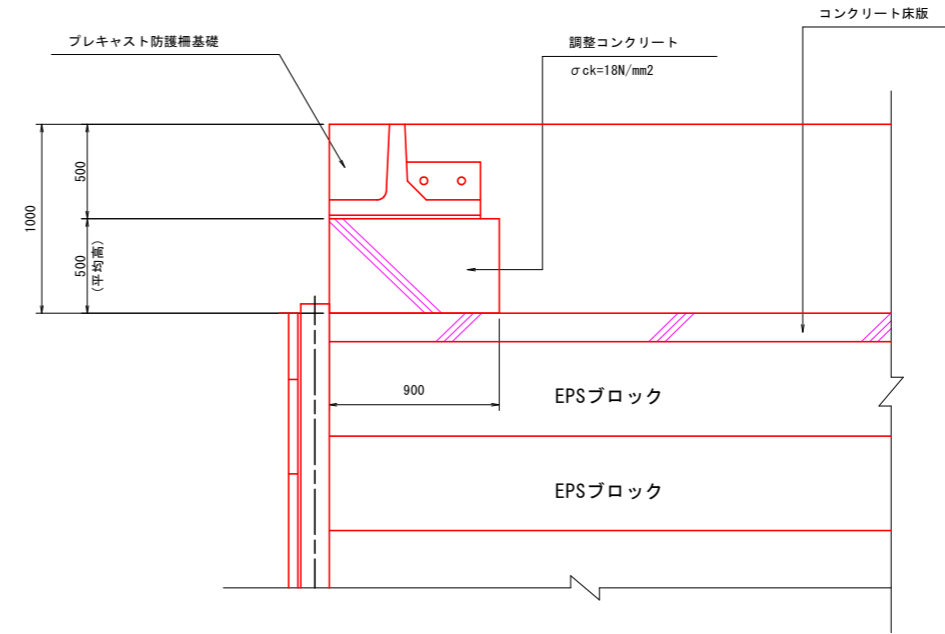 コンクリート床版
プレキャスト防護柵基礎
調整コンクリート
σck=18N/mm2
500
1000
500
(平均高)
900
EPSブロック
EPSブロック